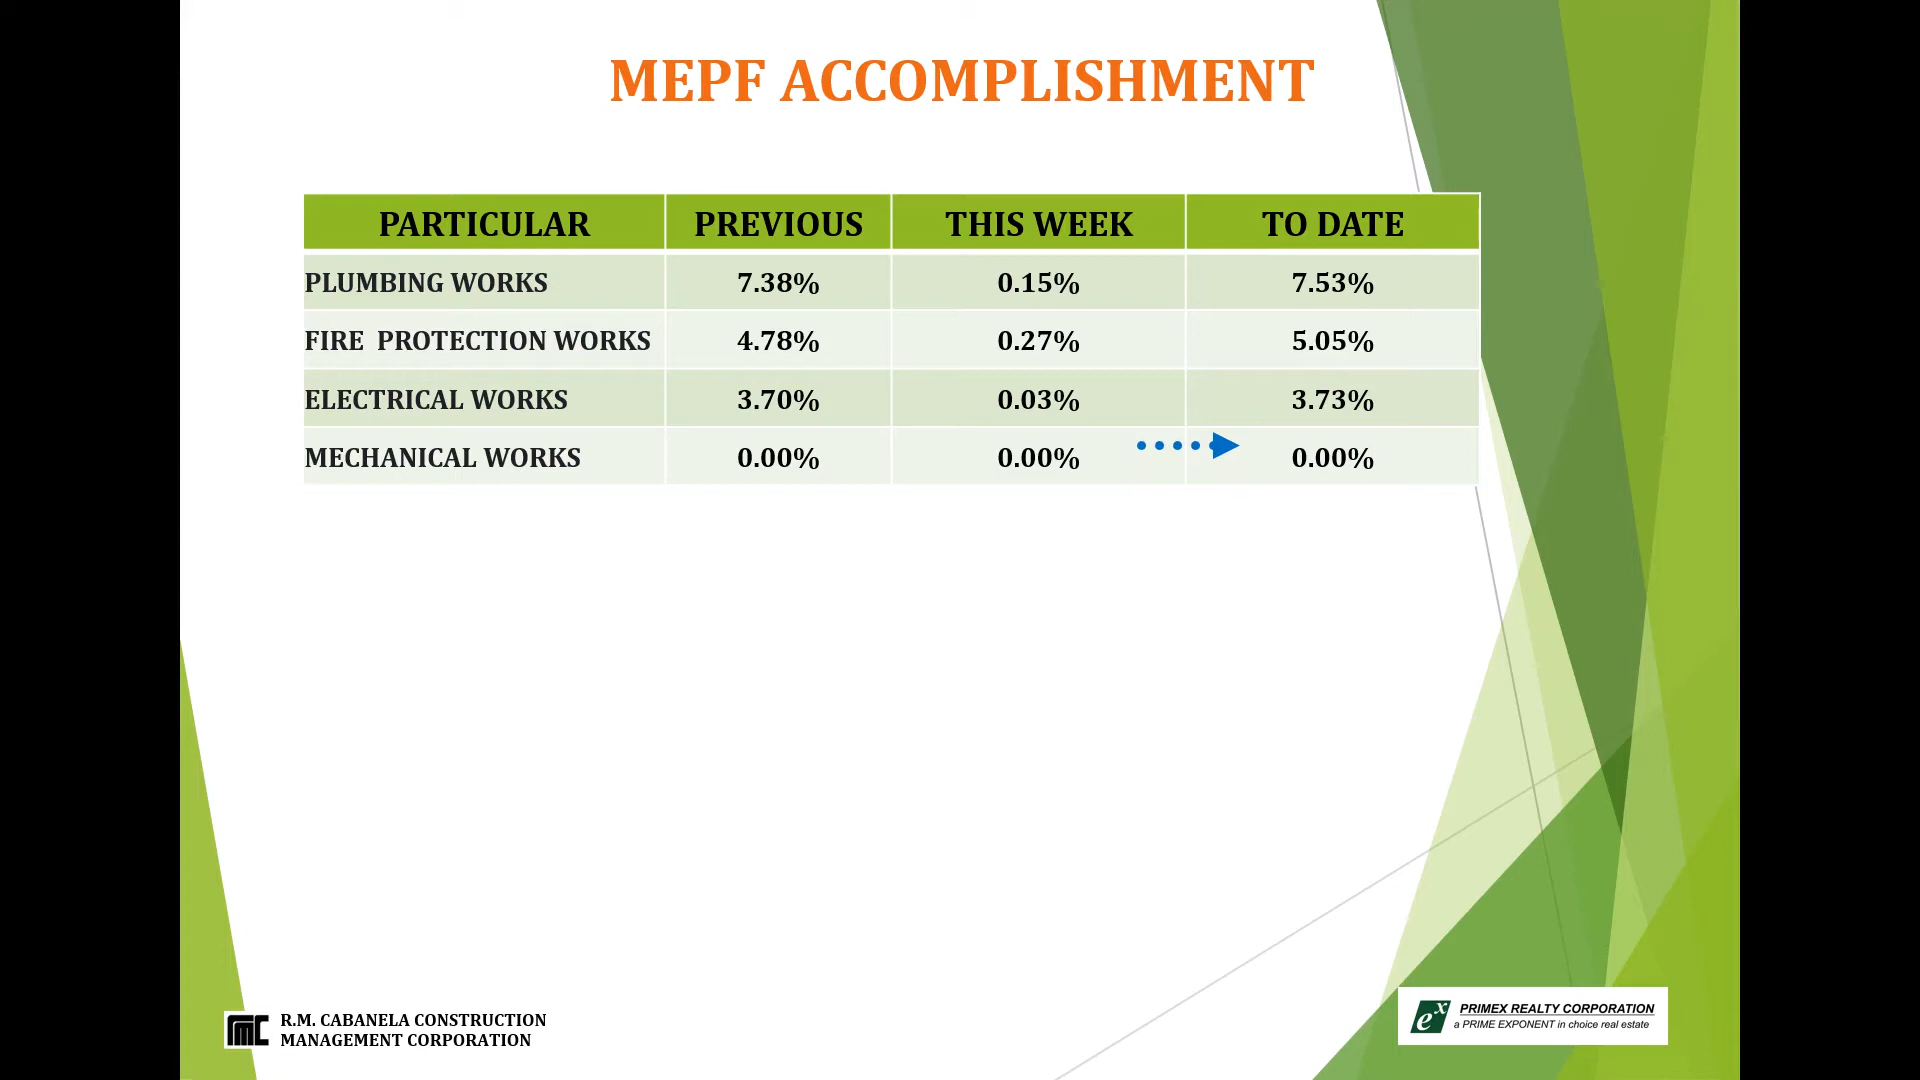 MEPF ACCOMPLISHMENT
PARTICULAR PREVIOUS THIS WEEK TO DATE
PLUMBING WORKS 7.38% 0.15% 7.53%
FIRE PROTECTION WORKS 4.78% 0.27% 5.05%
ELECTRICAL WORKS 3.70% 0.03% 3.73%
MECHANICAL WORKS 0.00% 0.00% 0.00%
R.M. CABANELA CONSTRUCTION
MANAGEMENT CORPORATION
ex PRIMEX REALTY CORPORATION
a PRIME EXPONENT in choice real estate